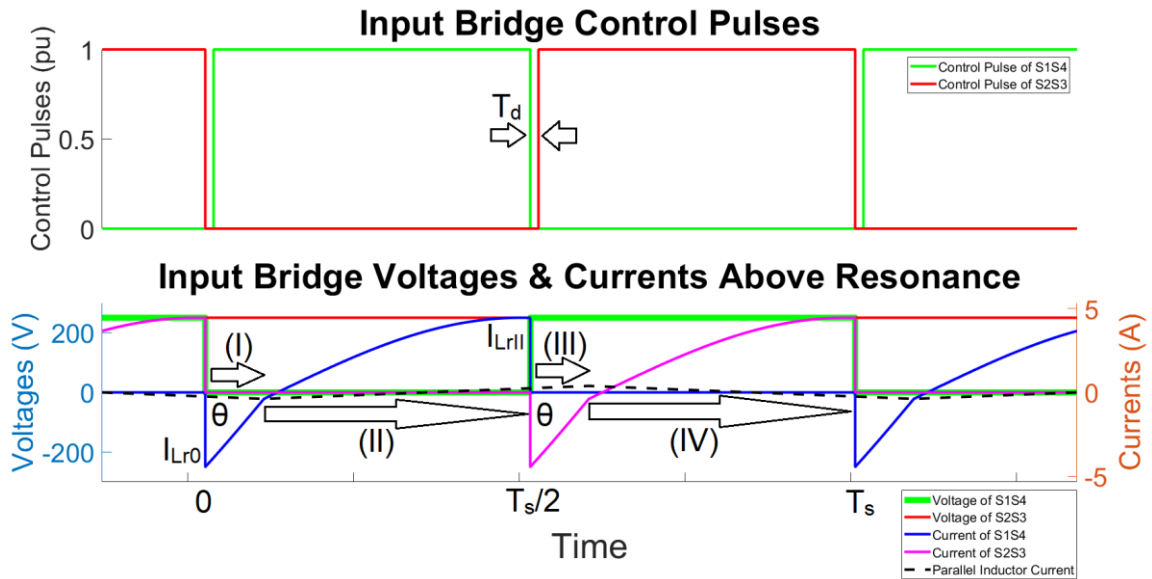 Input Bridge Control Pulses
Control Pulses (pu)
1
0.5
0
T_d
Control Pulse of S1S4
Control Pulse of S2S3
Input Bridge Voltages & Currents Above Resonance
Voltages (V)
200
0
-200
Currents (A)
5
0
-5
(I)
(II)
(III)
(IV)
I_LrII
I_Lr0
θ
θ
0
T_s/2
T_s
Time
Voltage of S1S4
Voltage of S2S3
Current of S1S4
Current of S2S3
Parallel Inductor Current